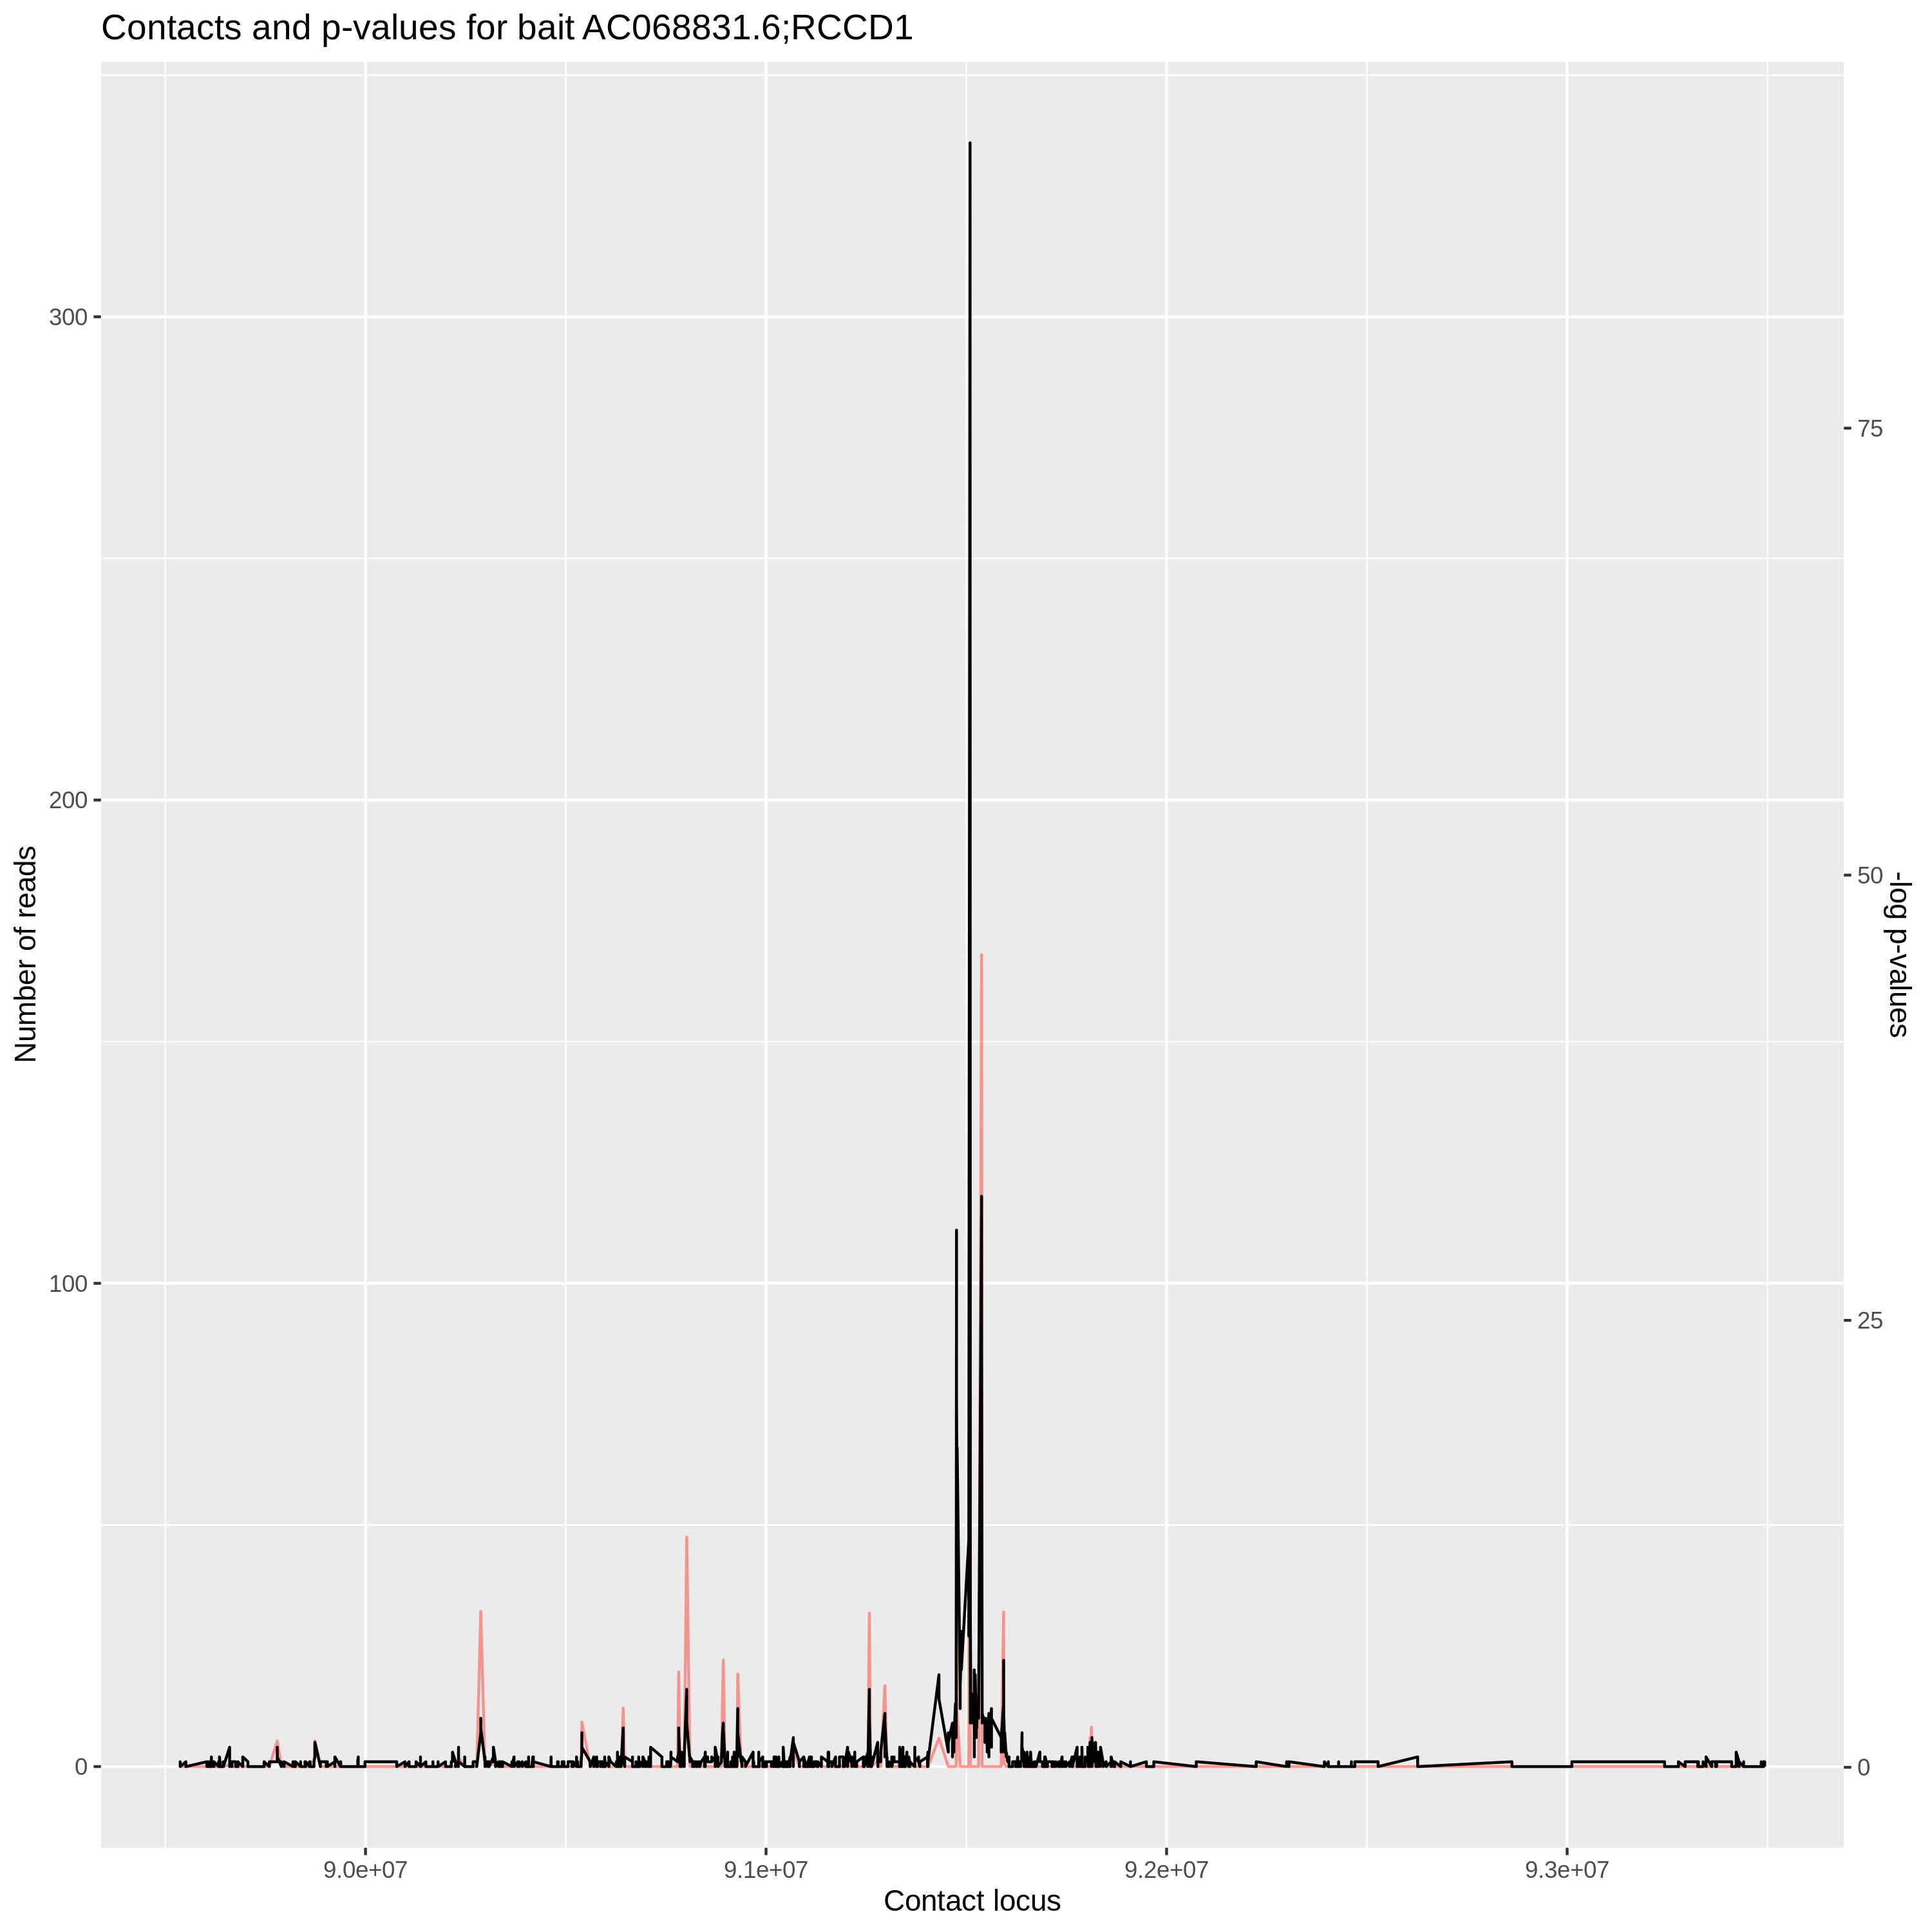 Contacts and p-values for bait AC068831.6;RCCD1
300
200
100
0
Number of reads
75
50
25
0
-log p-values
9.0e+07
9.1e+07
9.2e+07
9.3e+07
Contact locus